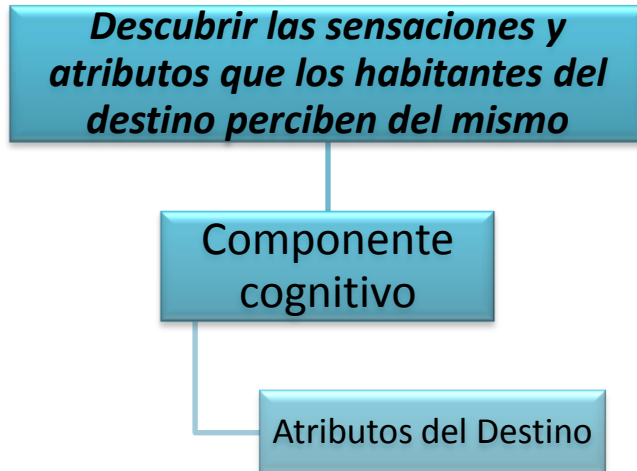 Descubrir las sensaciones y
atributos que los habitantes del
destino perciben del mismo
Componente
cognitivo
Atributos del Destino